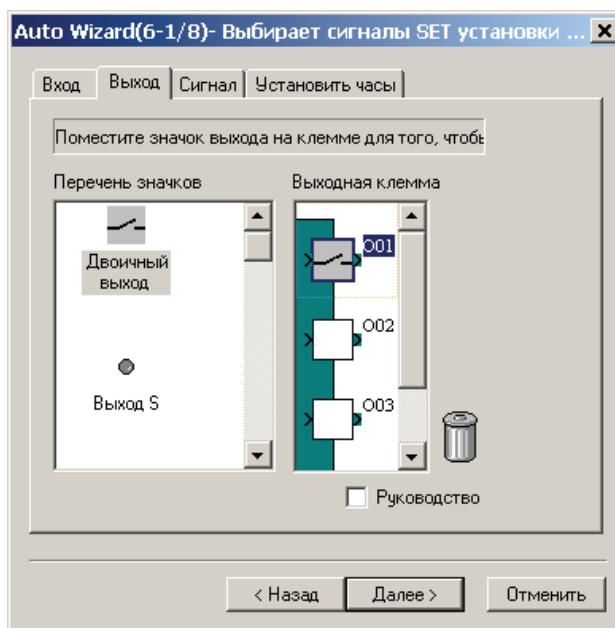 Auto Wizard(6-1/8)- Выбирает сигналы SET установки ...
Вход Выход Сигнал Установить часы
Поместите значок выхода на клемме для того, чтобы
Перечень значков Выходная клемма
Двоичный
выход
Выход S
O01
O02
O03
Руководство
< Назад Далее > Отменить